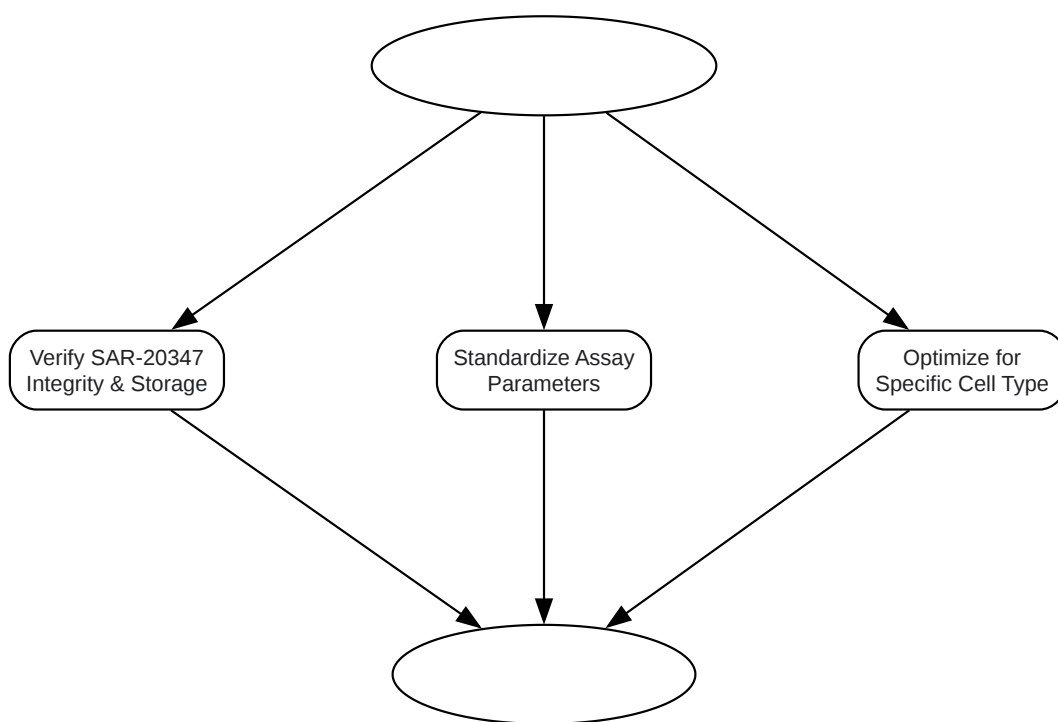 Verify SAR-20347
Integrity & Storage
Standardize Assay
Parameters
Optimize for
Specific Cell Type